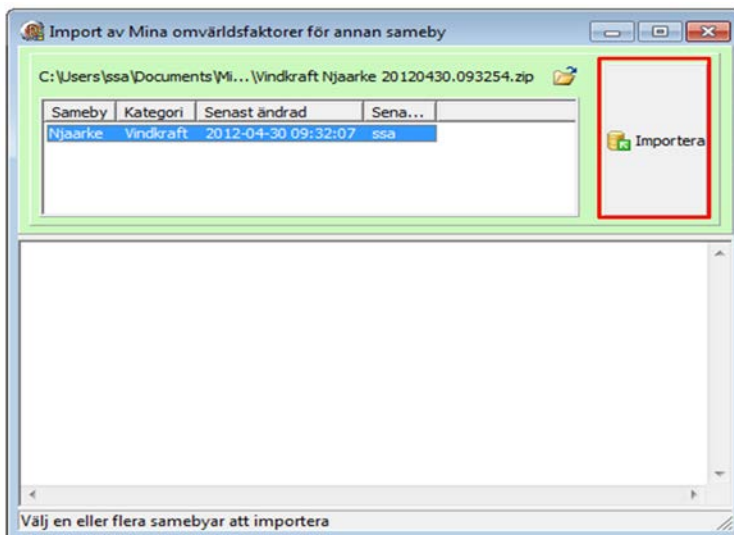 Import av Mina omvärldsfaktorer för annan sameby
C:\Users\ssa\Documents\Mi...\Vindkraft Njaarke 20120430.093254.zip
Sameby Kategori Senast ändrad Sena...
Njaarke Vindkraft 2012-04-30 09:32:07 ssa
Importera
Välj en eller flera samebyar att importera